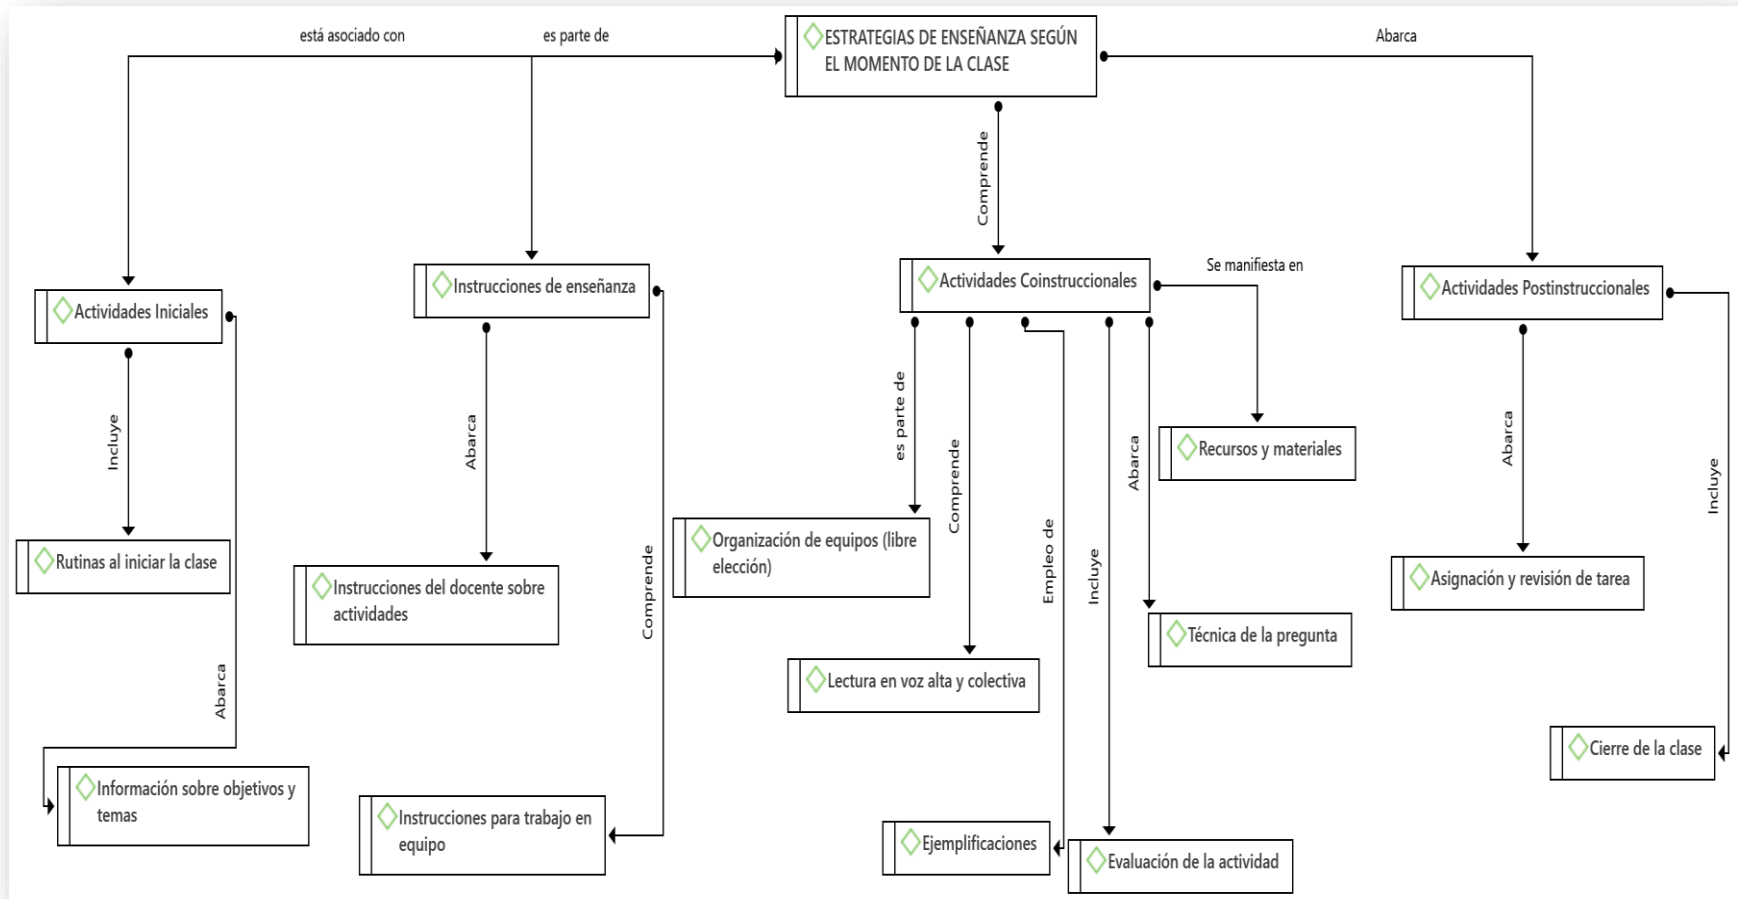 está asociado con
es parte de
ESTRATEGIAS DE ENSEÑANZA SEGÚN
EL MOMENTO DE LA CLASE
Abarca
Comprende
Actividades Iniciales
Instrucciones de enseñanza
Actividades Coinstruccionales
Se manifiesta en
Actividades Postinstruccionales
Incluye
Abarca
es parte de
Comprende
Abarca
Recursos y materiales
Abarca
Incluye
Rutinas al iniciar la clase
Instrucciones del docente sobre
actividades
Comprende
Organización de equipos (libre
elección)
Empleo de
Incluye
Asignación y revisión de tarea
Técnica de la pregunta
Abarca
Lectura en voz alta y colectiva
Cierre de la clase
Información sobre objetivos y
temas
Instrucciones para trabajo en
equipo
Ejemplificaciones
Evaluación de la actividad